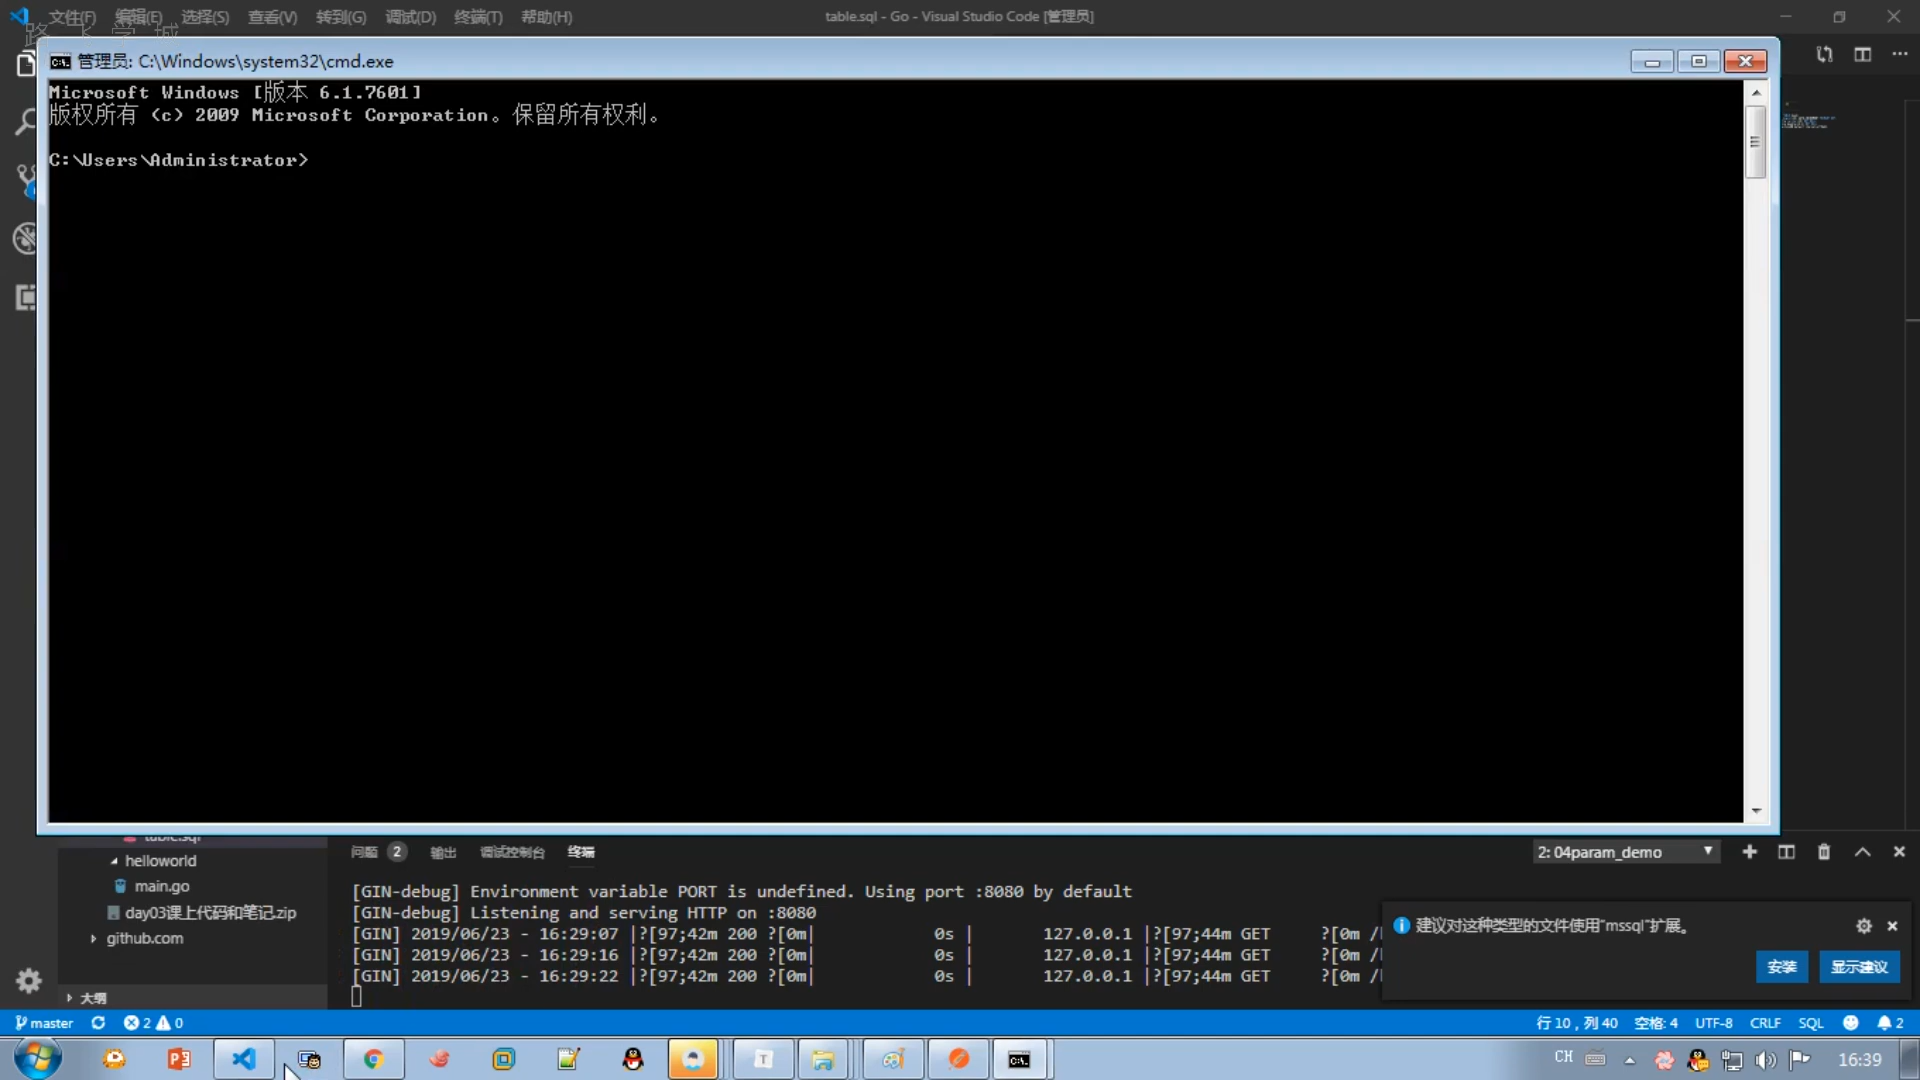 文件(F) 编辑(E) 选择(S) 查看(V) 转到(G) 调试(D) 终端(T) 帮助(H)
table.sql - Go - Visual Studio Code [管理员]
路 飞 学 城
管理员: C:\Windows\system32\cmd.exe
Microsoft Windows [版本 6.1.7601]
版权所有 (c) 2009 Microsoft Corporation。保留所有权利。
C:\Users\Administrator>
table.sql
helloworld
main.go
day03课上代码和笔记.zip
github.com
大纲
问题 2 输出 调试控制台 终端
2: 04param_demo
[GIN-debug] Environment variable PORT is undefined. Using port :8080 by default
[GIN-debug] Listening and serving HTTP on :8080
[GIN] 2019/06/23 - 16:29:07 |?[97;42m 200 ?[0m| 0s | 127.0.0.1 |?[97;44m GET ?[0m /
[GIN] 2019/06/23 - 16:29:16 |?[97;42m 200 ?[0m| 0s | 127.0.0.1 |?[97;44m GET ?[0m /
[GIN] 2019/06/23 - 16:29:22 |?[97;42m 200 ?[0m| 0s | 127.0.0.1 |?[97;44m GET ?[0m /
建议对这种类型的文件使用"mssql"扩展。
安装
显示建议
master 2 0
行 10，列 40 空格: 4 UTF-8 CRLF SQL 2
CH
16:39